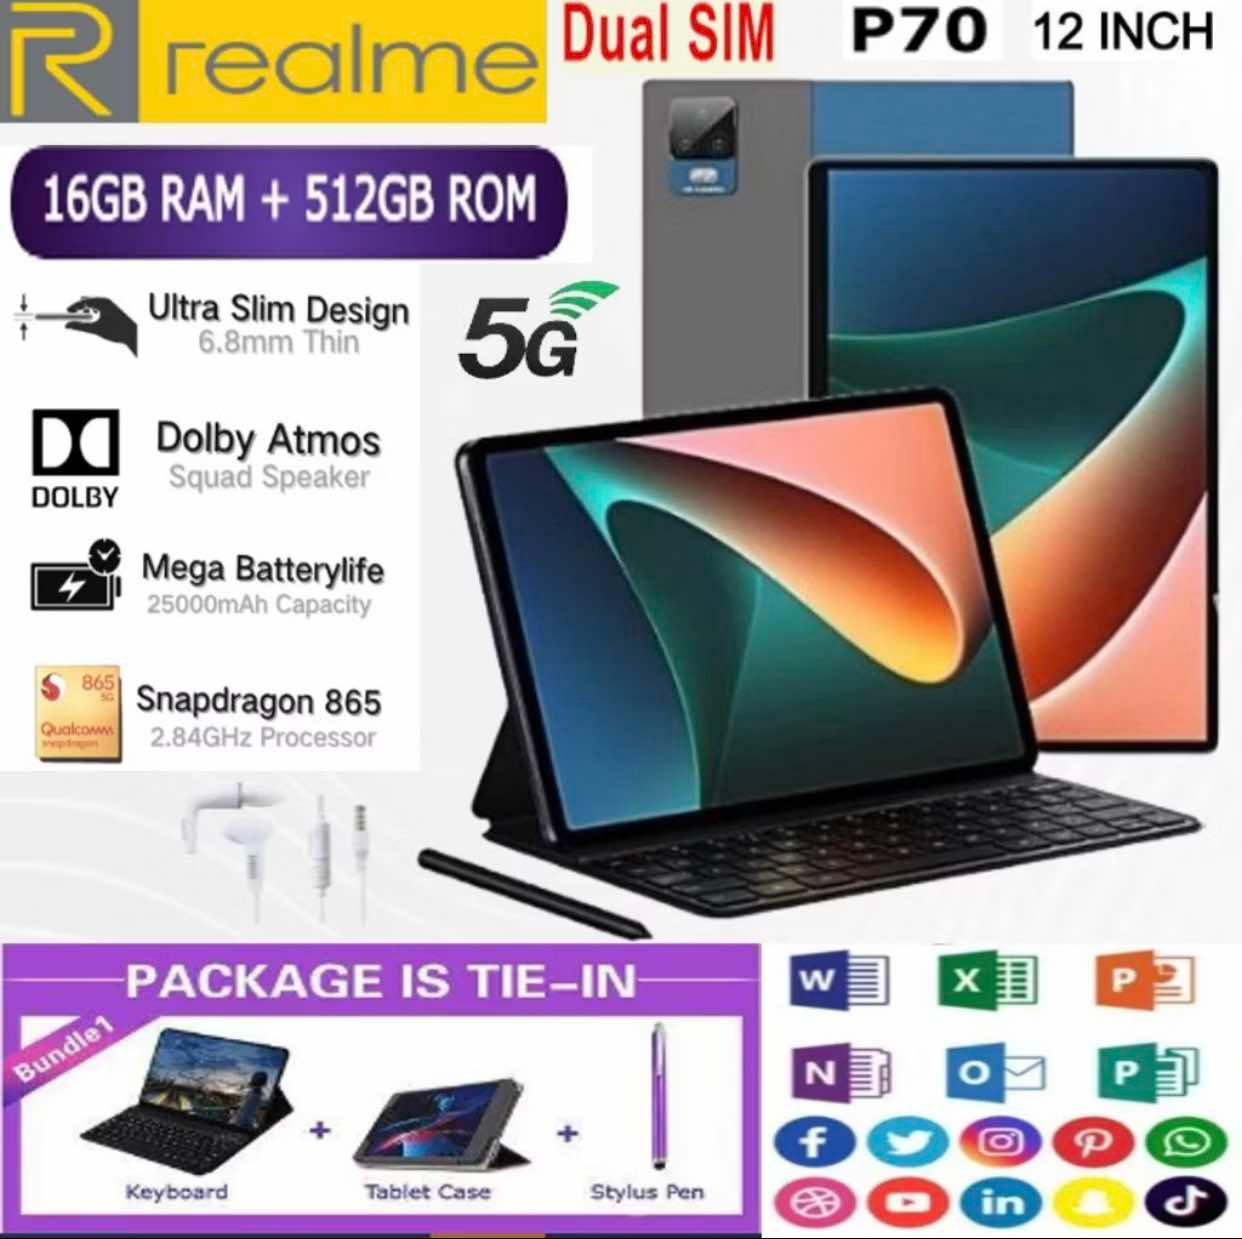 R realme
Dual SIM
P70
12 INCH
16GB RAM + 512GB ROM
Ultra Slim Design
6.8mm Thin
5G
DOLBY
Dolby Atmos
Squad Speaker
Mega Batterylife
25000mAh Capacity
865
5G
Qualcomm
snapdragon
Snapdragon 865
2.84GHz Processor
PACKAGE IS TIE-IN
Bundle1
Keyboard
Tablet Case
Stylus Pen
W X P
N O P